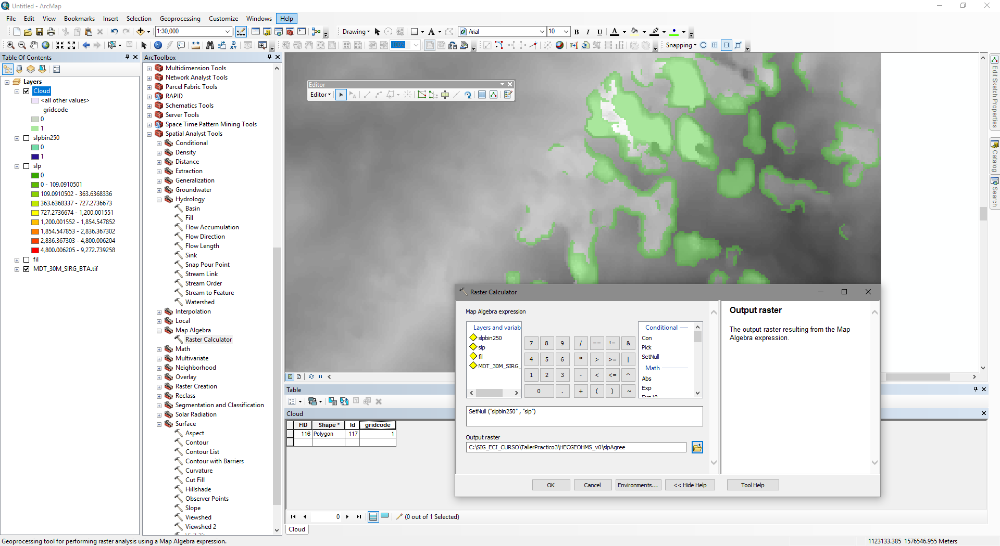 Untitled - ArcMap
File Edit View Bookmarks Insert Selection Geoprocessing Customize Windows Help
1:30,000
Drawing
Arial
10
B I U A
100%
Snapping
Table Of Contents
Layers
Cloud
<all other values>
gridcode
0
1
slpbin250
0
1
slp
0
0 - 109.0910501
109.0910502 - 363.6368336
363.6368337 - 727.2736673
727.2736674 - 1,200.001551
1,200.001552 - 1,854.547852
1,854.547853 - 2,836.367302
2,836.367303 - 4,800.006204
4,800.006205 - 9,272.739258
fil
MDT_30M_SIRG_BTA.tif
ArcToolbox
Multidimension Tools
Network Analyst Tools
Parcel Fabric Tools
RAPID
Schematics Tools
Server Tools
Space Time Pattern Mining Tools
Spatial Analyst Tools
Conditional
Density
Distance
Extraction
Generalization
Groundwater
Hydrology
Basin
Fill
Flow Accumulation
Flow Direction
Flow Length
Sink
Snap Pour Point
Stream Link
Stream Order
Stream to Feature
Watershed
Interpolation
Local
Map Algebra
Raster Calculator
Math
Multivariate
Neighborhood
Overlay
Raster Creation
Reclass
Segmentation and Classification
Solar Radiation
Surface
Aspect
Contour
Contour List
Contour with Barriers
Curvature
Cut Fill
Hillshade
Observer Points
Slope
Viewshed
Viewshed 2
Editor
Editor
Edit Sketch Properties
Catalog
Search
Table
Cloud
FID Shape * Id gridcode
116 Polygon 117 1
0
(0 out of 1 Selected)
Cloud
Raster Calculator
Map Algebra expression
Layers and variab
slpbin250
slp
fil
MDT_30M_SIRG_
7 8 9 / == != &
4 5 6 * > >= |
1 2 3 - < <= ^
0 . + ( ) ~
Conditional
Con
Pick
SetNull
Math
Abs
Exp
Exp10
SetNull ("slpbin250" , "slp")
Output raster
C:\SIG_ECI_CURSO\TallerPractico3\HECGEOHMS_v0\slpAgree
OK Cancel Environments... << Hide Help Tool Help
Output raster
The output raster resulting from the Map
Algebra expression.
Geoprocessing tool for performing raster analysis using a Map Algebra expression.
1123133.385 1576546.955 Meters